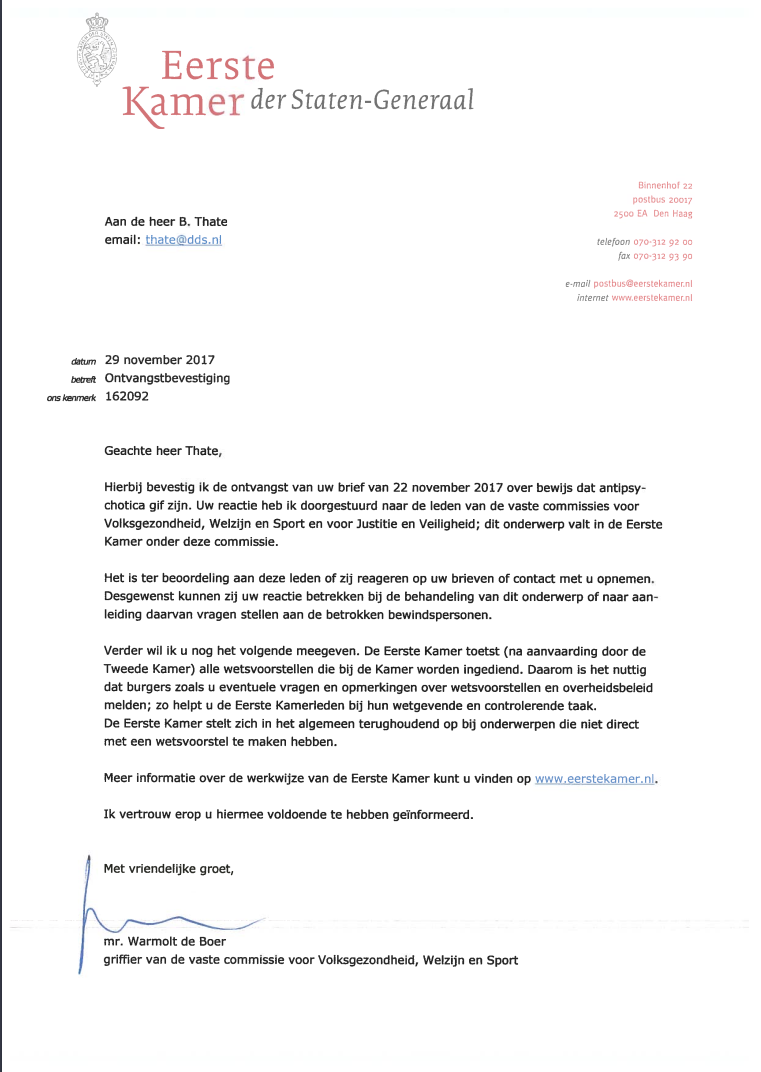 Eerste
Kamer der Staten-Generaal
Binnenhof 22
postbus 20017
2500 EA Den Haag
telefoon 070-312 92 00
fax 070-312 93 90
e-mail postbus@eerstekamer.nl
internet www.eerstekamer.nl
Aan de heer B. Thate
email: thate@dds.nl
datum 29 november 2017
betreft Ontvangstbevestiging
ons kenmerk 162092
Geachte heer Thate,
Hierbij bevestig ik de ontvangst van uw brief van 22 november 2017 over bewijs dat antipsy-
chotica gif zijn. Uw reactie heb ik doorgestuurd naar de leden van de vaste commissies voor
Volksgezondheid, Welzijn en Sport en voor Justitie en Veiligheid; dit onderwerp valt in de Eerste
Kamer onder deze commissie.
Het is ter beoordeling aan deze leden of zij reageren op uw brieven of contact met u opnemen.
Desgewenst kunnen zij uw reactie betrekken bij de behandeling van dit onderwerp of naar aan-
leiding daarvan vragen stellen aan de betrokken bewindspersonen.
Verder wil ik u nog het volgende meegeven. De Eerste Kamer toetst (na aanvaarding door de
Tweede Kamer) alle wetsvoorstellen die bij de Kamer worden ingediend. Daarom is het nuttig
dat burgers zoals u eventuele vragen en opmerkingen over wetsvoorstellen en overheidsbeleid
melden; zo helpt u de Eerste Kamerleden bij hun wetgevende en controlerende taak.
De Eerste Kamer stelt zich in het algemeen terughoudend op bij onderwerpen die niet direct
met een wetsvoorstel te maken hebben.
Meer informatie over de werkwijze van de Eerste Kamer kunt u vinden op www.eerstekamer.nl.
Ik vertrouw erop u hiermee voldoende te hebben geïnformeerd.
Met vriendelijke groet,
mr. Warmolt de Boer
griffier van de vaste commissie voor Volksgezondheid, Welzijn en Sport